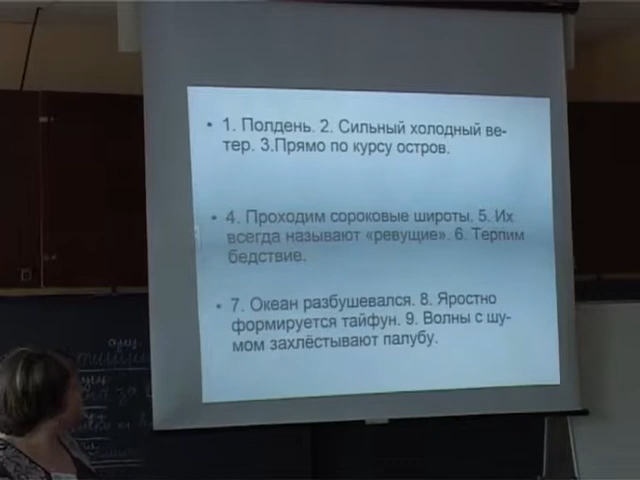 • 1. Полдень. 2. Сильный холодный ве-
тер. 3.Прямо по курсу остров.
• 4. Проходим сороковые широты. 5. Их
всегда называют «ревущие». 6. Терпим
бедствие.
• 7. Океан разбушевался. 8. Яростно
формируется тайфун. 9. Волны с шу-
мом захлёстывают палубу.